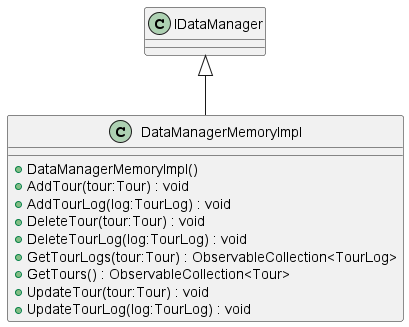 C IDataManager
C DataManagerMemoryImpl
DataManagerMemoryImpl()
AddTour(tour:Tour) : void
AddTourLog(log:TourLog) : void
DeleteTour(tour:Tour) : void
DeleteTourLog(log:TourLog) : void
GetTourLogs(tour:Tour) : ObservableCollection<TourLog>
GetTours() : ObservableCollection<Tour>
UpdateTour(tour:Tour) : void
UpdateTourLog(log:TourLog) : void